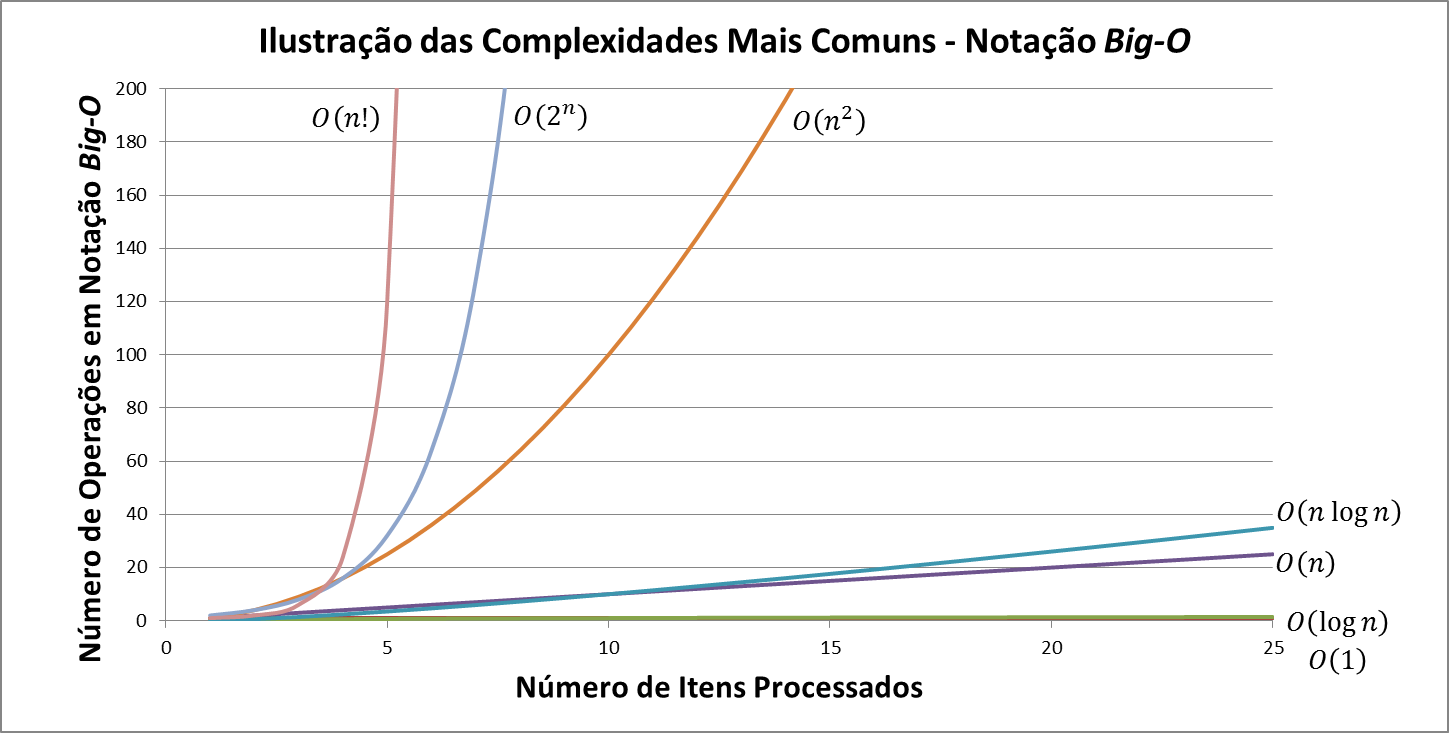 Ilustração das Complexidades Mais Comuns - Notação Big-O
Número de Operações em Notação Big-O
200
180
160
140
120
100
80
60
40
20
0
O(n!)
O(2ⁿ)
O(n²)
O(n log n)
O(n)
O(log n)
O(1)
0 5 10 15 20 25
Número de Itens Processados